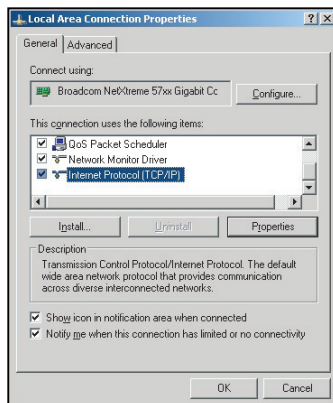 Local Area Connection Properties
General Advanced
Connect using:
Broadcom NetXtreme 57xx Gigabit Cc
Configure...
This connection uses the following items:
QoS Packet Scheduler
Network Monitor Driver
Internet Protocol (TCP/IP)
Install... Uninstall Properties
Description
Transmission Control Protocol/Internet Protocol. The default
wide area network protocol that provides communication
across diverse interconnected networks.
Show icon in notification area when connected
Notify me when this connection has limited or no connectivity
OK Cancel